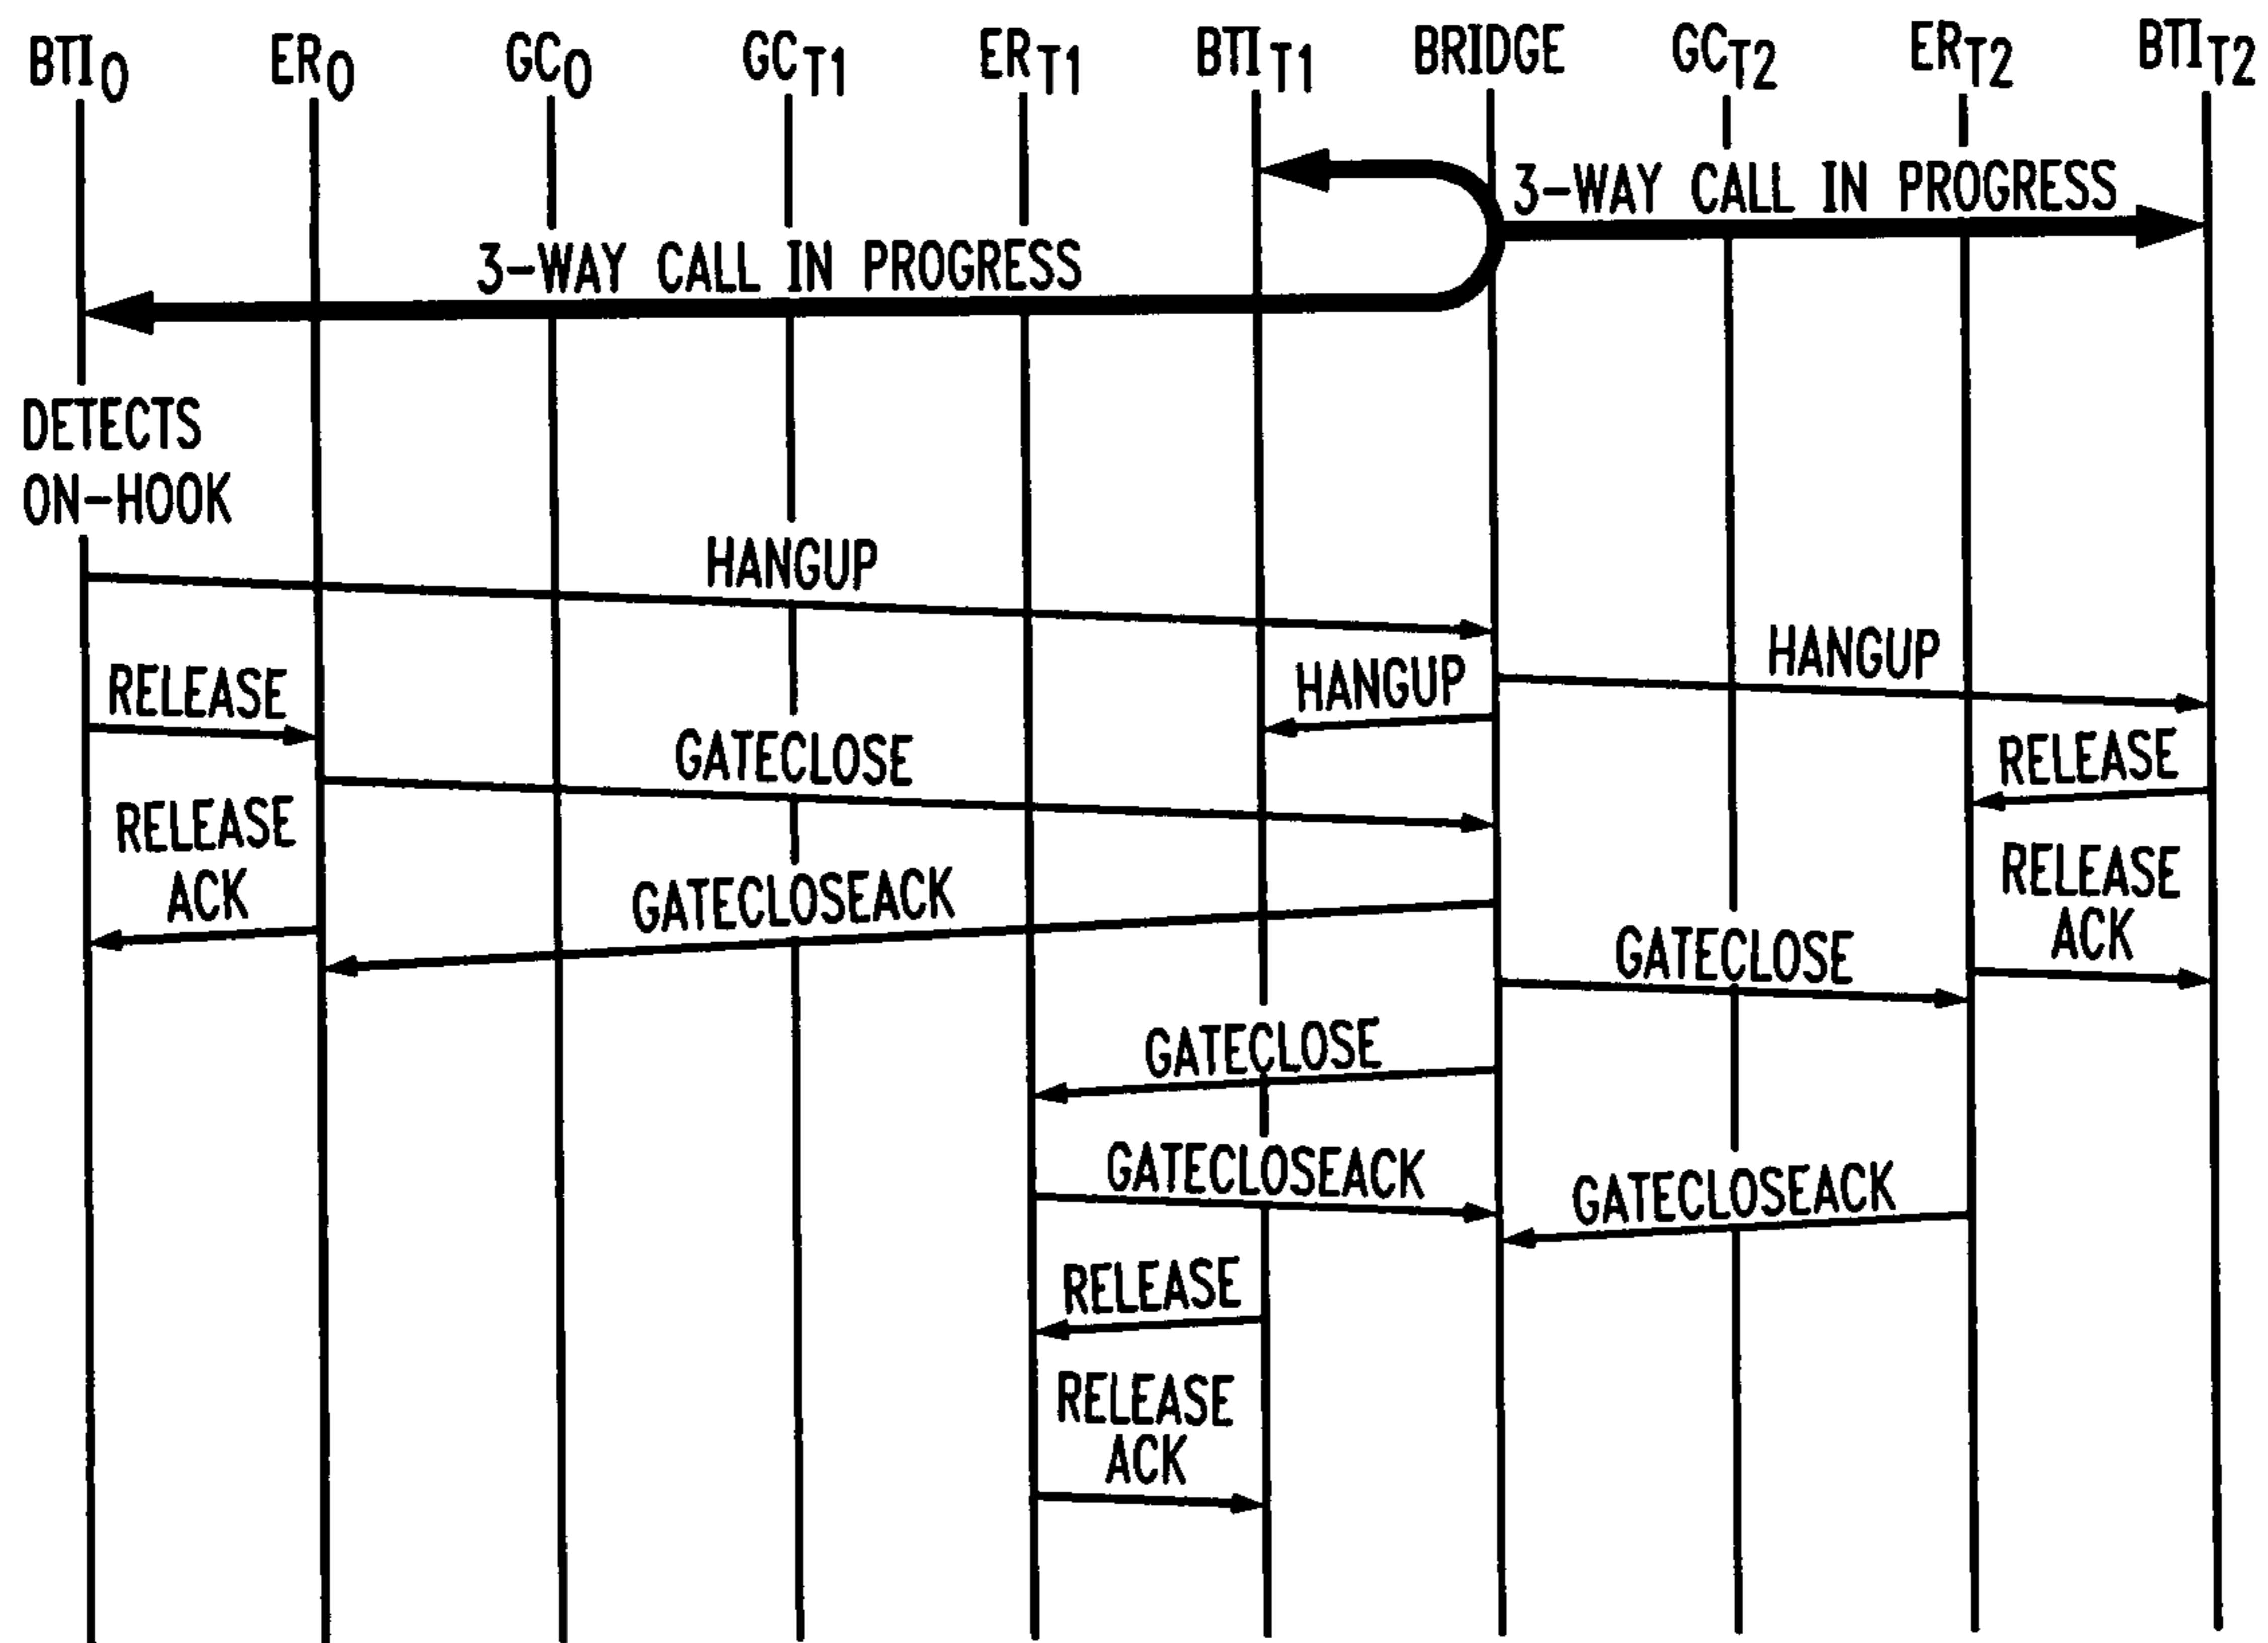 BTI0 ER0 GC0 GCT1 ERT1 BTIT1 BRIDGE GCT2 ERT2 BTIT2
3-WAY CALL IN PROGRESS
3-WAY CALL IN PROGRESS
DETECTS
ON-HOOK
HANGUP
HANGUP
HANGUP
RELEASE
GATECLOSE
RELEASE
RELEASE
ACK
GATECLOSEACK
RELEASE
ACK
GATECLOSE
GATECLOSE
GATECLOSEACK
GATECLOSEACK
RELEASE
RELEASE
ACK